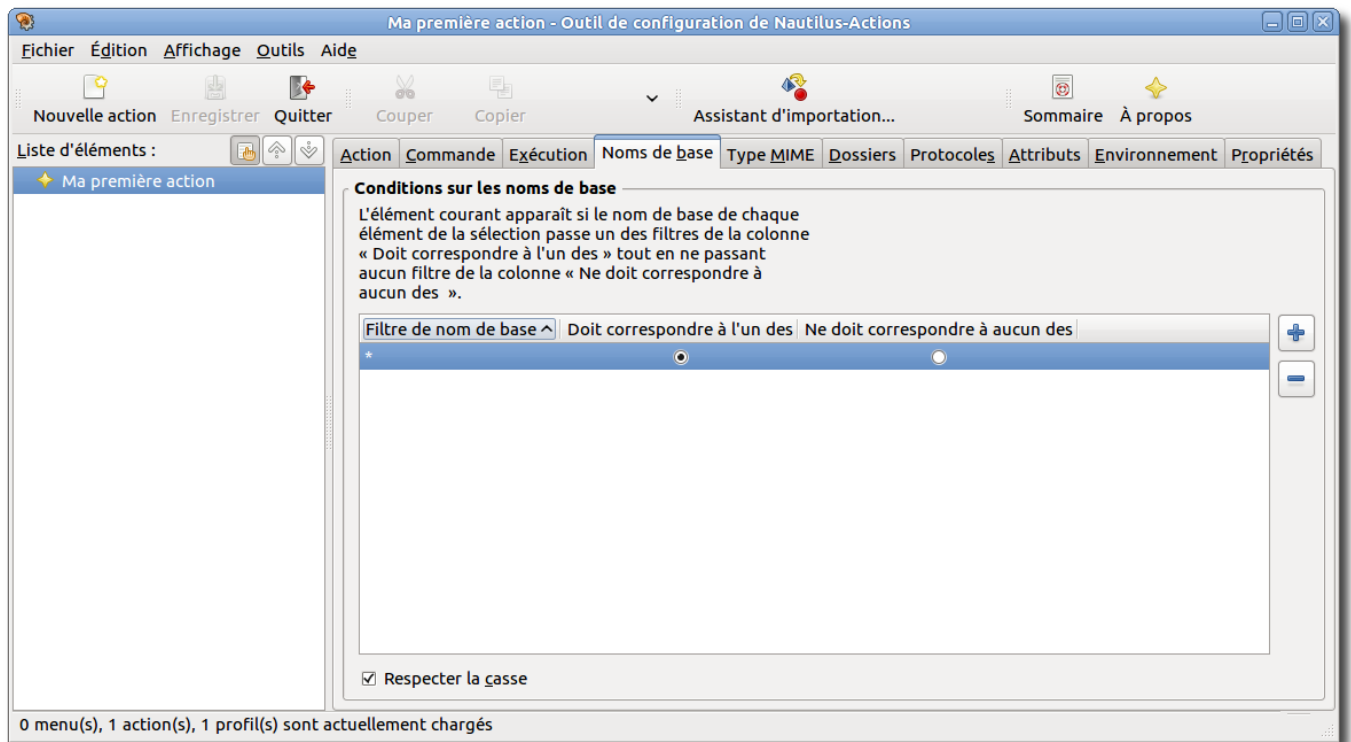 Ma première action - Outil de configuration de Nautilus-Actions
Fichier Édition Affichage Outils Aide
Nouvelle action Enregistrer Quitter Couper Copier Assistant d'importation... Sommaire À propos
Liste d'éléments :
Action Commande Exécution Noms de base Type MIME Dossiers Protocoles Attributs Environnement Propriétés
Ma première action
Conditions sur les noms de base
L'élément courant apparaît si le nom de base de chaque
élément de la sélection passe un des filtres de la colonne
« Doit correspondre à l'un des » tout en ne passant
aucun filtre de la colonne « Ne doit correspondre à
aucun des  ».
Filtre de nom de base Doit correspondre à l'un des Ne doit correspondre à aucun des
*
Respecter la casse
0 menu(s), 1 action(s), 1 profil(s) sont actuellement chargés